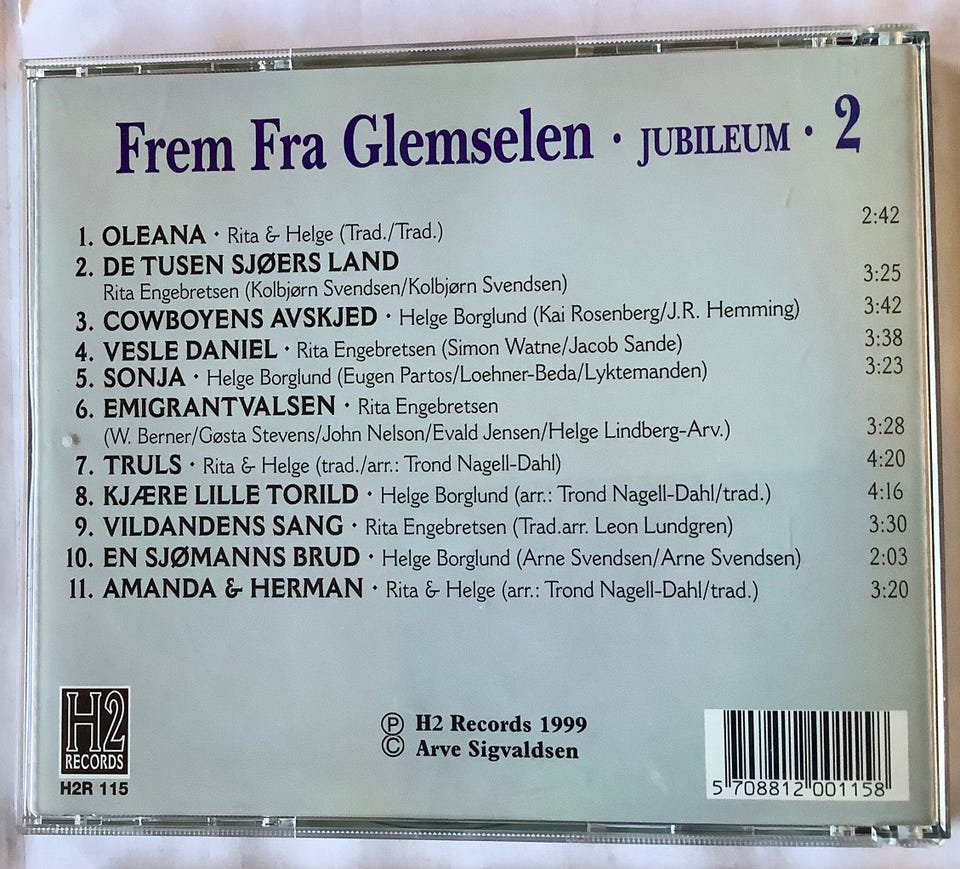 Frem Fra Glemselen · JUBILEUM · 2
1. OLEANA · Rita & Helge (Trad./Trad.) 2:42
2. DE TUSEN SJØERS LAND
Rita Engebretsen (Kolbjørn Svendsen/Kolbjørn Svendsen) 3:25
3. COWBOYENS AVSKJED · Helge Borglund (Kai Rosenberg/J.R. Hemming) 3:42
4. VESLE DANIEL · Rita Engebretsen (Simon Watne/Jacob Sande) 3:38
5. SONJA · Helge Borglund (Eugen Partos/Loehner-Beda/Lyktemanden) 3:23
6. EMIGRANTVALSEN · Rita Engebretsen
(W. Berner/Gøsta Stevens/John Nelson/Evald Jensen/Helge Lindberg-Arv.) 3:28
7. TRULS · Rita & Helge (trad./arr.: Trond Nagell-Dahl) 4:20
8. KJÆRE LILLE TORILD · Helge Borglund (arr.: Trond Nagell-Dahl/trad.) 4:16
9. VILDANDENS SANG · Rita Engebretsen (Trad.arr. Leon Lundgren) 3:30
10. EN SJØMANNS BRUD · Helge Borglund (Arne Svendsen/Arne Svendsen) 2:03
11. AMANDA & HERMAN · Rita & Helge (arr.: Trond Nagell-Dahl/trad.) 3:20
H2
RECORDS
H2R 115
℗ H2 Records 1999
© Arve Sigvaldsen
5 708812 001158